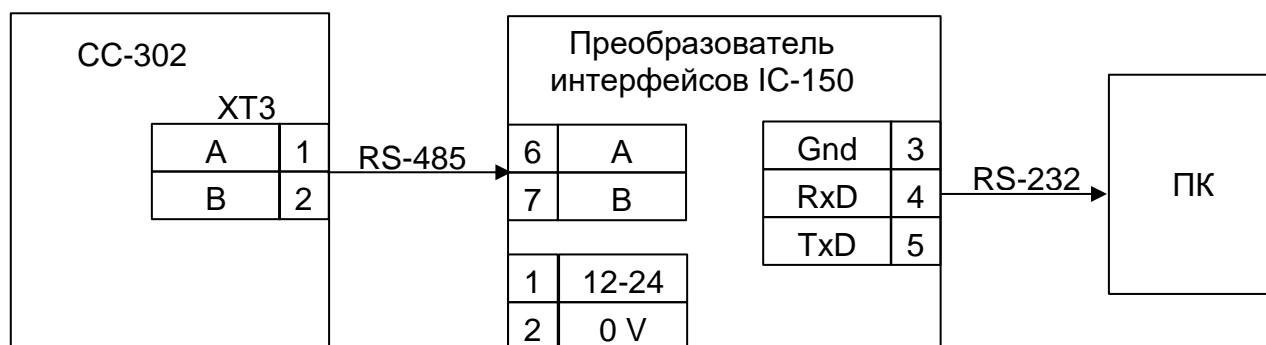 СС-302
XT3
A 1
B 2
RS-485
Преобразователь
интерфейсов IC-150
6 A
7 B
1 12-24
2 0 V
Gnd 3
RxD 4
TxD 5
RS-232
ПК